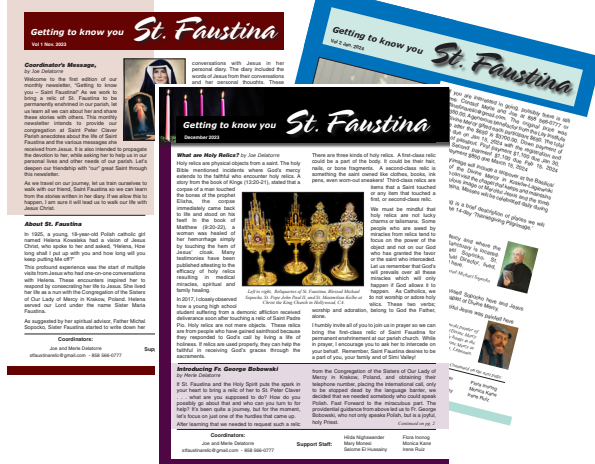 Getting to know you St. Faustina
Vol 1 Nov. 2023
Coordinator's Message,
by Joe Delatorre
Welcome to the first edition of our
monthly newsletter, "Getting to know
you – Saint Faustina!" As we work to
bring a relic of St. Faustina to be
permanently enshrined in our parish, let
us learn all we can about her and share
these stories with others. This monthly
newsletter intends to provide our
congregation at Saint Peter Claver
Parish anecdotes about the life of Saint
Faustina and the various messages she
received from Jesus. It is also intended to propagate
the devotion to her, while asking her to help us in our
personal lives and other needs of our parish. Let's
deepen our friendship with "our" great Saint through
this newsletter.
As we travel on our journey, let us train ourselves to
walk with our friend, Saint Faustina so we can learn
from the stories written in her diary. If we allow this to
happen, I am sure it will lead us to walk our life with
Jesus Christ.
conversations with Jesus in her
personal diary. The diary included the
words of Jesus from their conversations
and her personal thoughts. These
About St. Faustina
In 1925, a young, 18-year-old Polish catholic girl
named Helena Kowalska had a vision of Jesus
Christ, who spoke to her and asked, "Helena, How
long shall I put up with you and how long will you
keep putting Me off?"
This profound experience was the start of multiple
visits from Jesus who had one-on-one conversations
with Helena. These encounters inspired her to
respond by consecrating her life to Jesus. She lived
her life as a nun with the Congregation of the Sisters
of Our Lady of Mercy in Krakow, Poland. Helena
served our Lord under the name Sister Maria
Faustina.
As suggested by her spiritual advisor, Father Michal
Sopocko, Sister Faustina started to write down her
Coordinators:
Joe and Merle Delatorre
stfaustinarelic@gmail.com - 858 566-0777
Supp
Getting to know you St. Faustina
Vol 2 Jan. 2024
Getting to know you St. Faustina
December 2023
What are Holy Relics? by Joe Delatorre
Holy relics are physical objects from a saint. The holy
Bible mentioned incidents where God's mercy
extends to the faithful who encounter holy relics. A
story from the book of Kings (13:20-21), stated that a
corpse of a man touched
the bones of the prophet
Elisha, the corpse
immediately came back
to life and stood on his
feet! In the book of
Matthew (9:20-22), a
woman was healed of
her hemorrhage simply
by touching the hem of
Jesus' cloak. Many
testimonies have been
published attesting to the
efficacy of holy relics
resulting in medical
miracles, spiritual and
family healing.
In 2017, I closely observed
how a young high school
student suffering from a demonic affliction received
deliverance soon after touching a relic of Saint Padre
Pio. Holy relics are not mere objects. These relics
are from people who have gained sainthood because
they responded to God's call by living a life of
holiness. If relics are used properly, they can help the
faithful in receiving God's graces through the
sacraments.
There are three kinds of holy relics. A first-class relic
could be a part of the body. It could be their hair,
nails, or bone fragments. A second-class relic is
something the saint owned like clothes, books, ink
pens, even worn-out sneakers! Third-class relics are
items that a Saint touched
or any item that touched a
first, or second-class relic.
We must be mindful that
holy relics are not lucky
charms or talismans. Some
people who are awed by
miracles from relics tend to
focus on the power of the
object and not on our God
who has granted the favor
or the saint who interceded.
Let us remember that God's
will prevails over all these
miracles which will only
happen if God allows it to
happen. As Catholics, we
do not worship or adore holy
relics. These two verbs;
worship and adoration, belong to God, the Father
alone.
I humbly invite all of you to join us in prayer so we can
bring the first-class relic of Saint Faustina for
permanent enshrinement at our parish church. While
in prayer, I encourage you to ask her to intercede on
your behalf. Remember, Saint Faustina desires to be
a part of you, your family and of Simi Valley!
Left to right, Reliquaries of St. Faustina, Blessed Michael
Sopocko, St. Pope John Paul II, and St. Maximilian Kolbe at
Christ the King Church in Hollywood, CA.
Introducing Fr. George Bobowski
by Merle Delatorre
If St. Faustina and the Holy Spirit puts the spark in
your heart to bring a relic of her to St. Peter Claver
. . . what are you supposed to do? How do you
possibly go about that and who can you turn to for
help? It's been quite a journey, but for the moment,
let's focus on just one of the hurdles that came up.
After learning that we needed to request such a relic
from the Congregation of the Sisters of Our Lady of
Mercy in Krakow, Poland, and obtaining their
telephone number, placing the international call, only
to be stopped dead by the language barrier, we
decided that we needed somebody who could speak
Polish. Fast Forward to the miraculous part. The
providential guidance from above led us to Fr. George
Bobowski, who not only speaks Polish, but is a joyful,
holy Priest.
Continued on pg. 2
Coordinators:
Joe and Merle Delatorre
stfaustinarelic@gmail.com - 858 566-0777
Support Staff:
Hilda Nightswander
Mary Monesi
Salome El Hussainy
Fiora Inonog
Monica Kane
Irene Ruiz
Fiora Inonog
Monica Kane
Irene Ruiz